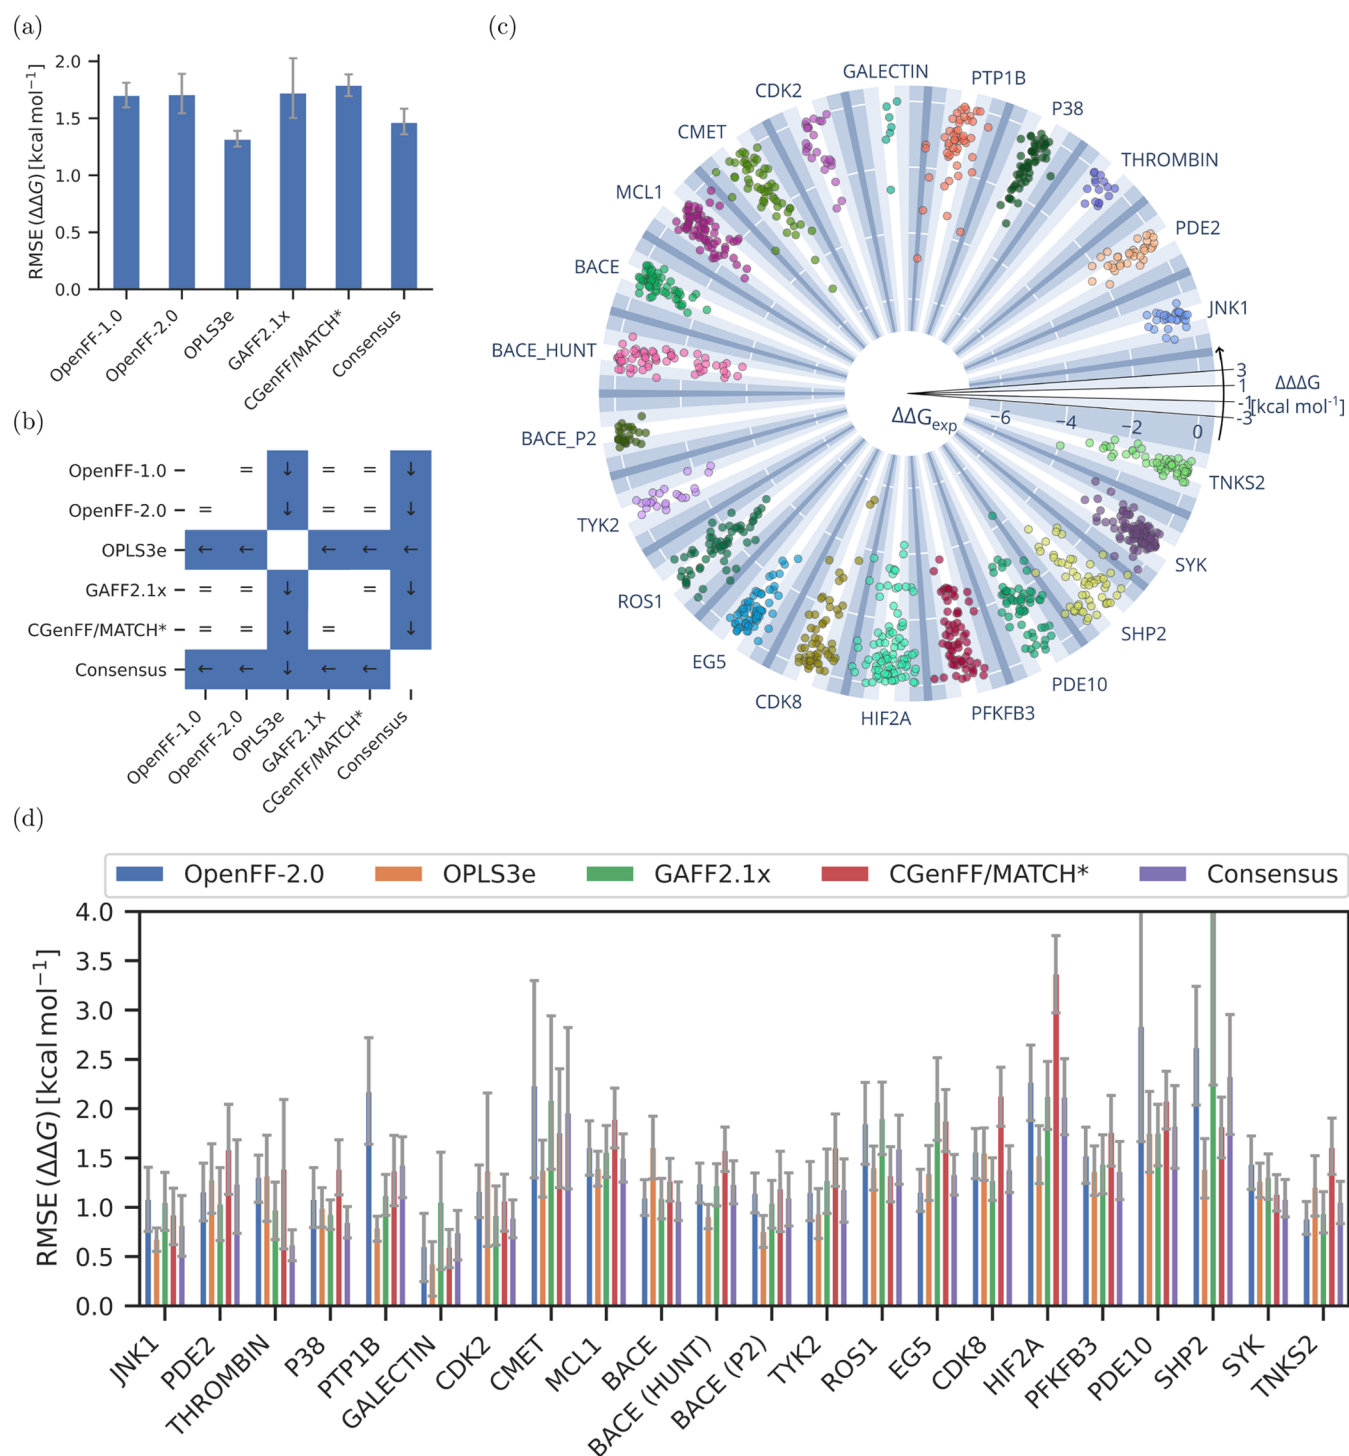 (a)
RMSE (ΔΔG) [kcal mol⁻¹]
2.0
1.5
1.0
0.5
0.0
OpenFF-1.0
OpenFF-2.0
OPLS3e
GAFF2.1x
CGenFF/MATCH*
Consensus
(b)
OpenFF-1.0
= ↓ = = ↓
OpenFF-2.0
= ↓ = = ↓
OPLS3e
← ← ← ← ←
GAFF2.1x
= = ↓ = ↓
CGenFF/MATCH*
= = ↓ = ↓
Consensus
← ← ↓ ← ←
OpenFF-1.0
OpenFF-2.0
OPLS3e
GAFF2.1x
CGenFF/MATCH*
Consensus
(c)
GALECTIN
PTP1B
P38
THROMBIN
PDE2
JNK1
3
1
-1
-3
ΔΔΔG
[kcal mol⁻¹]
ΔΔGexp
−6
−4
−2
0
TNKS2
SYK
SHP2
PDE10
PFKFB3
HIF2A
CDK8
EG5
ROS1
TYK2
BACE_P2
BACE_HUNT
BACE
MCL1
CMET
CDK2
(d)
OpenFF-2.0 OPLS3e GAFF2.1x CGenFF/MATCH* Consensus
RMSE (ΔΔG) [kcal mol⁻¹]
4.0
3.5
3.0
2.5
2.0
1.5
1.0
0.5
0.0
JNK1
PDE2
THROMBIN
P38
PTP1B
GALECTIN
CDK2
CMET
MCL1
BACE
BACE (HUNT)
BACE (P2)
TYK2
ROS1
EG5
CDK8
HIF2A
PFKFB3
PDE10
SHP2
SYK
TNKS2